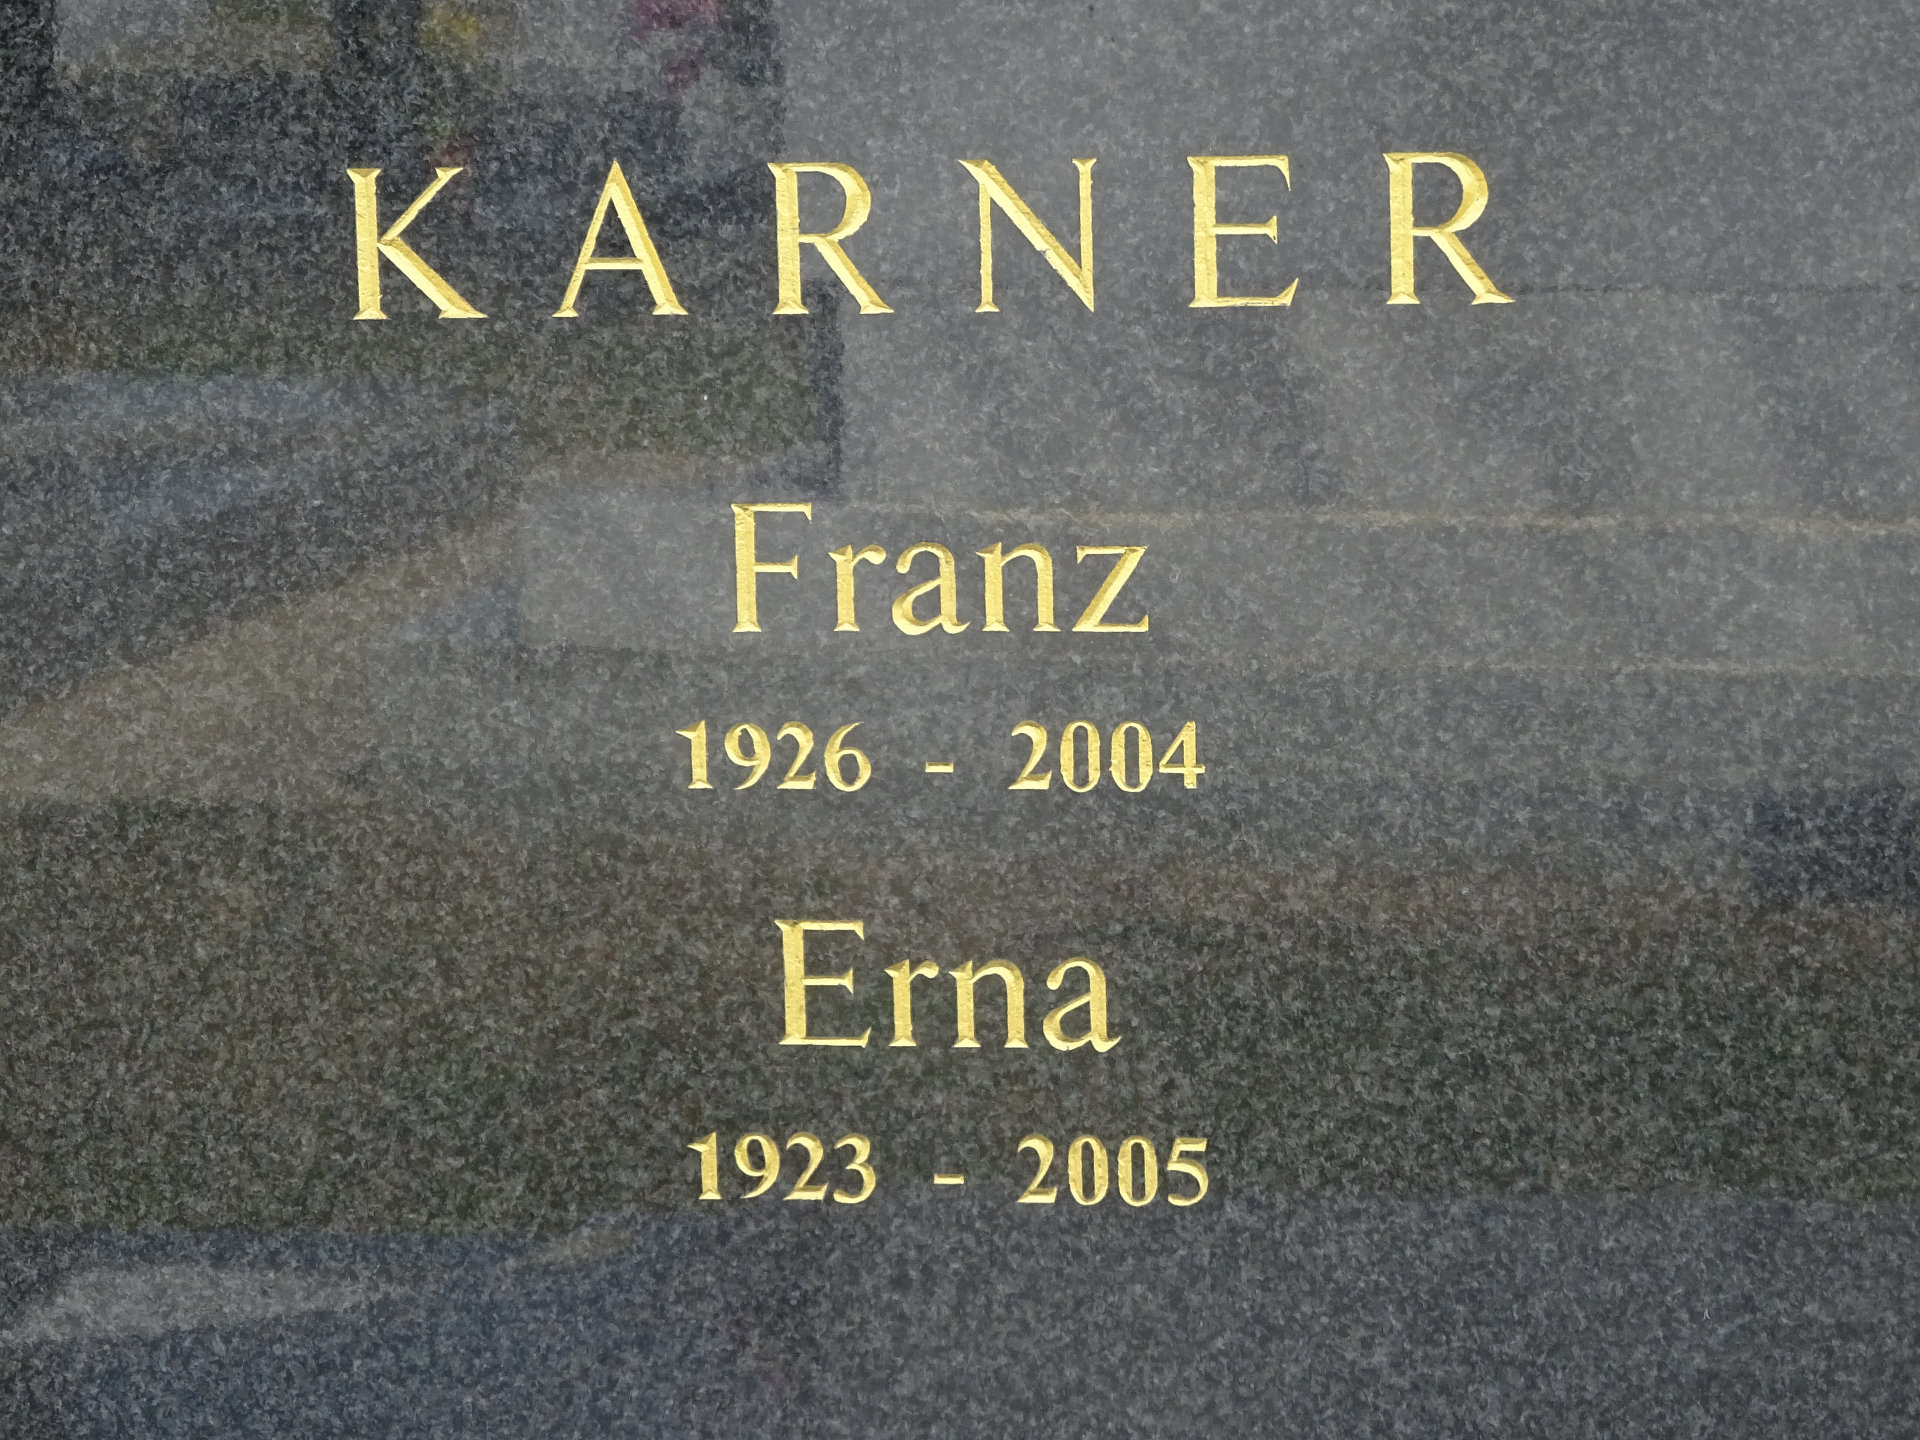 KARNER
Franz
1926 - 2004
Erna
1923 - 2005